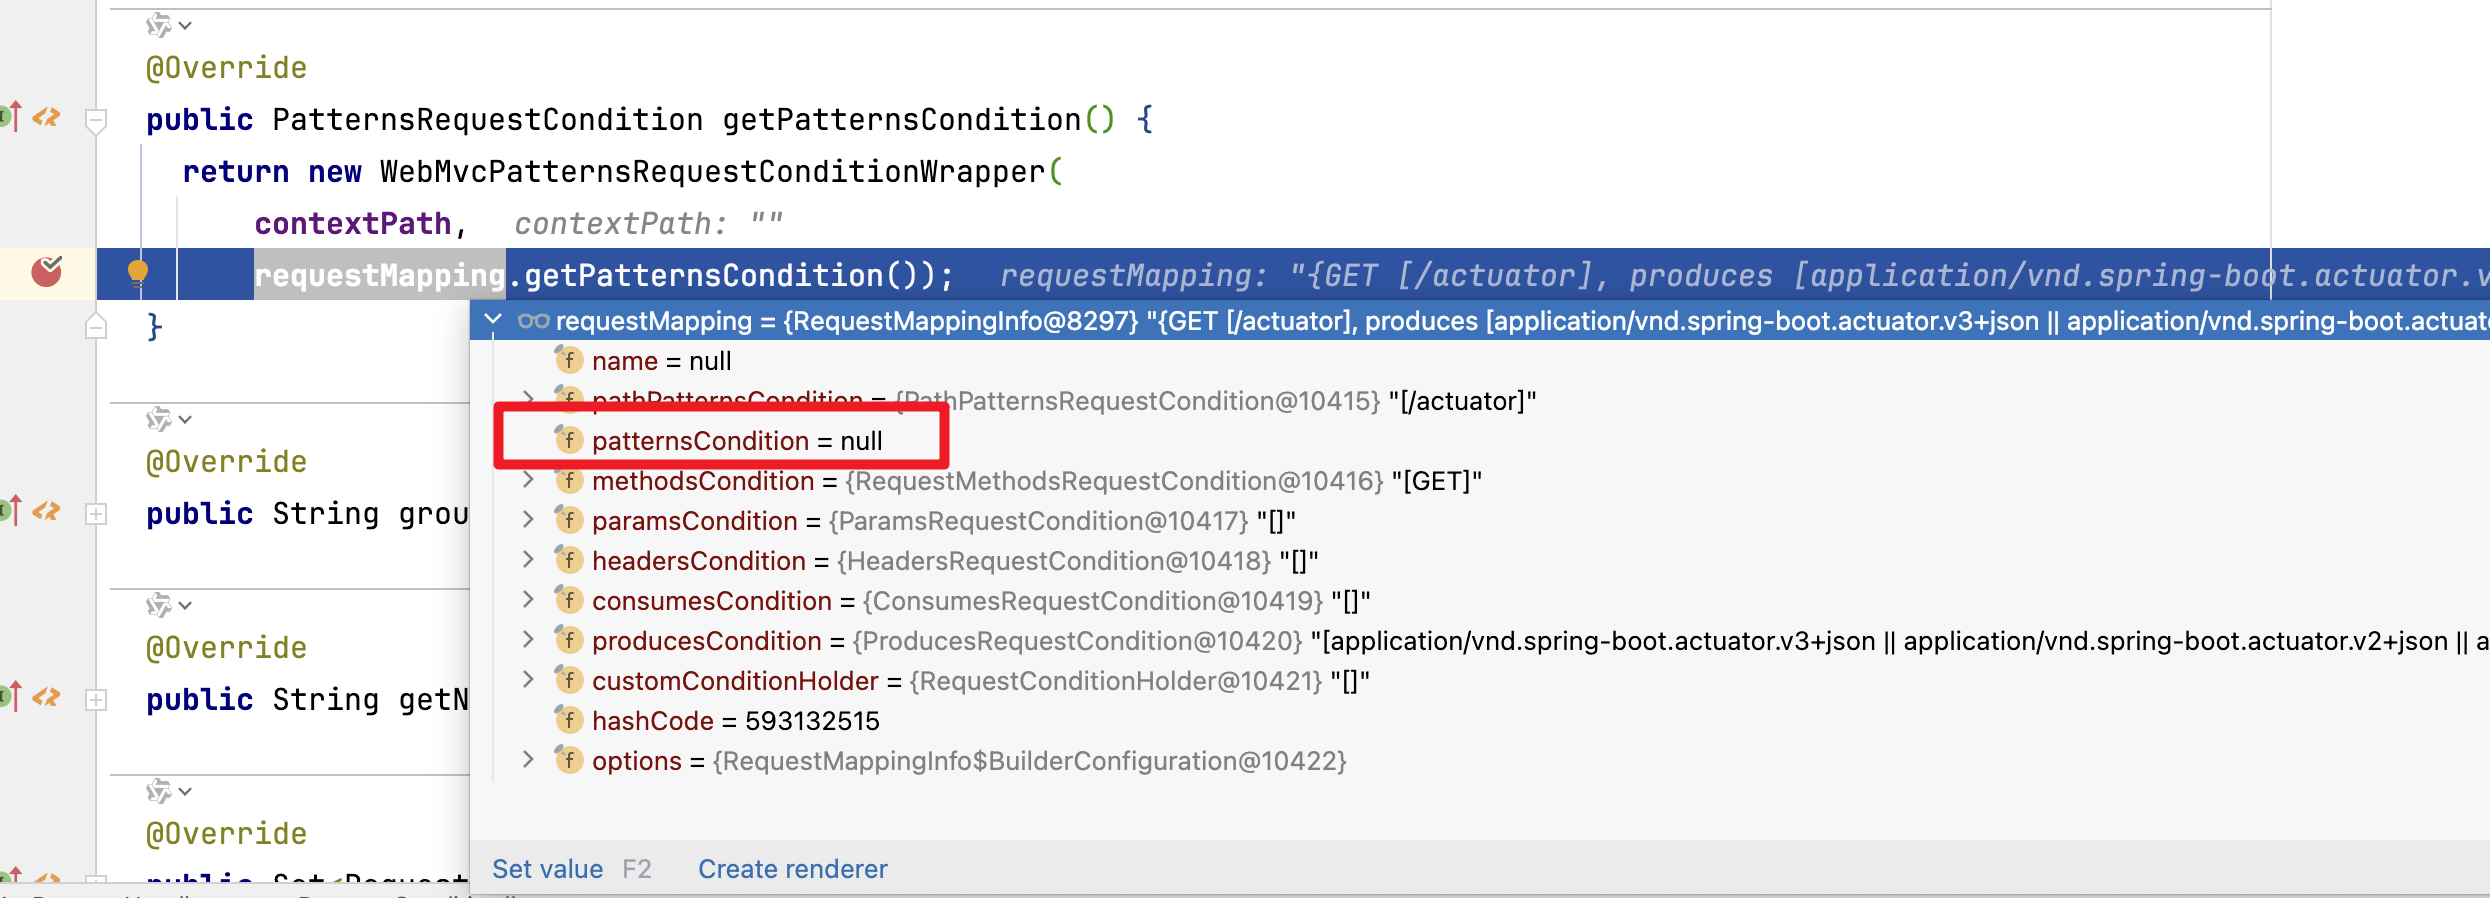 @Override
public PatternsRequestCondition getPatternsCondition() {
return new WebMvcPatternsRequestConditionWrapper(
contextPath, contextPath: ""
requestMapping.getPatternsCondition()); requestMapping: "{GET [/actuator], produces [application/vnd.spring-boot.actuator.v
requestMapping = {RequestMappingInfo@8297} "{GET [/actuator], produces [application/vnd.spring-boot.actuator.v3+json || application/vnd.spring-boot.actuato
}
name = null
pathPatternsCondition = {PathPatternsRequestCondition@10415} "[/actuator]"
patternsCondition = null
@Override
methodsCondition = {RequestMethodsRequestCondition@10416} "[GET]"
public String grou
paramsCondition = {ParamsRequestCondition@10417} "[]"
headersCondition = {HeadersRequestCondition@10418} "[]"
consumesCondition = {ConsumesRequestCondition@10419} "[]"
@Override
producesCondition = {ProducesRequestCondition@10420} "[application/vnd.spring-boot.actuator.v3+json || application/vnd.spring-boot.actuator.v2+json || a
customConditionHolder = {RequestConditionHolder@10421} "[]"
public String getN
hashCode = 593132515
options = {RequestMappingInfo$BuilderConfiguration@10422}
@Override
Set value F2 Create renderer
public Set<Request